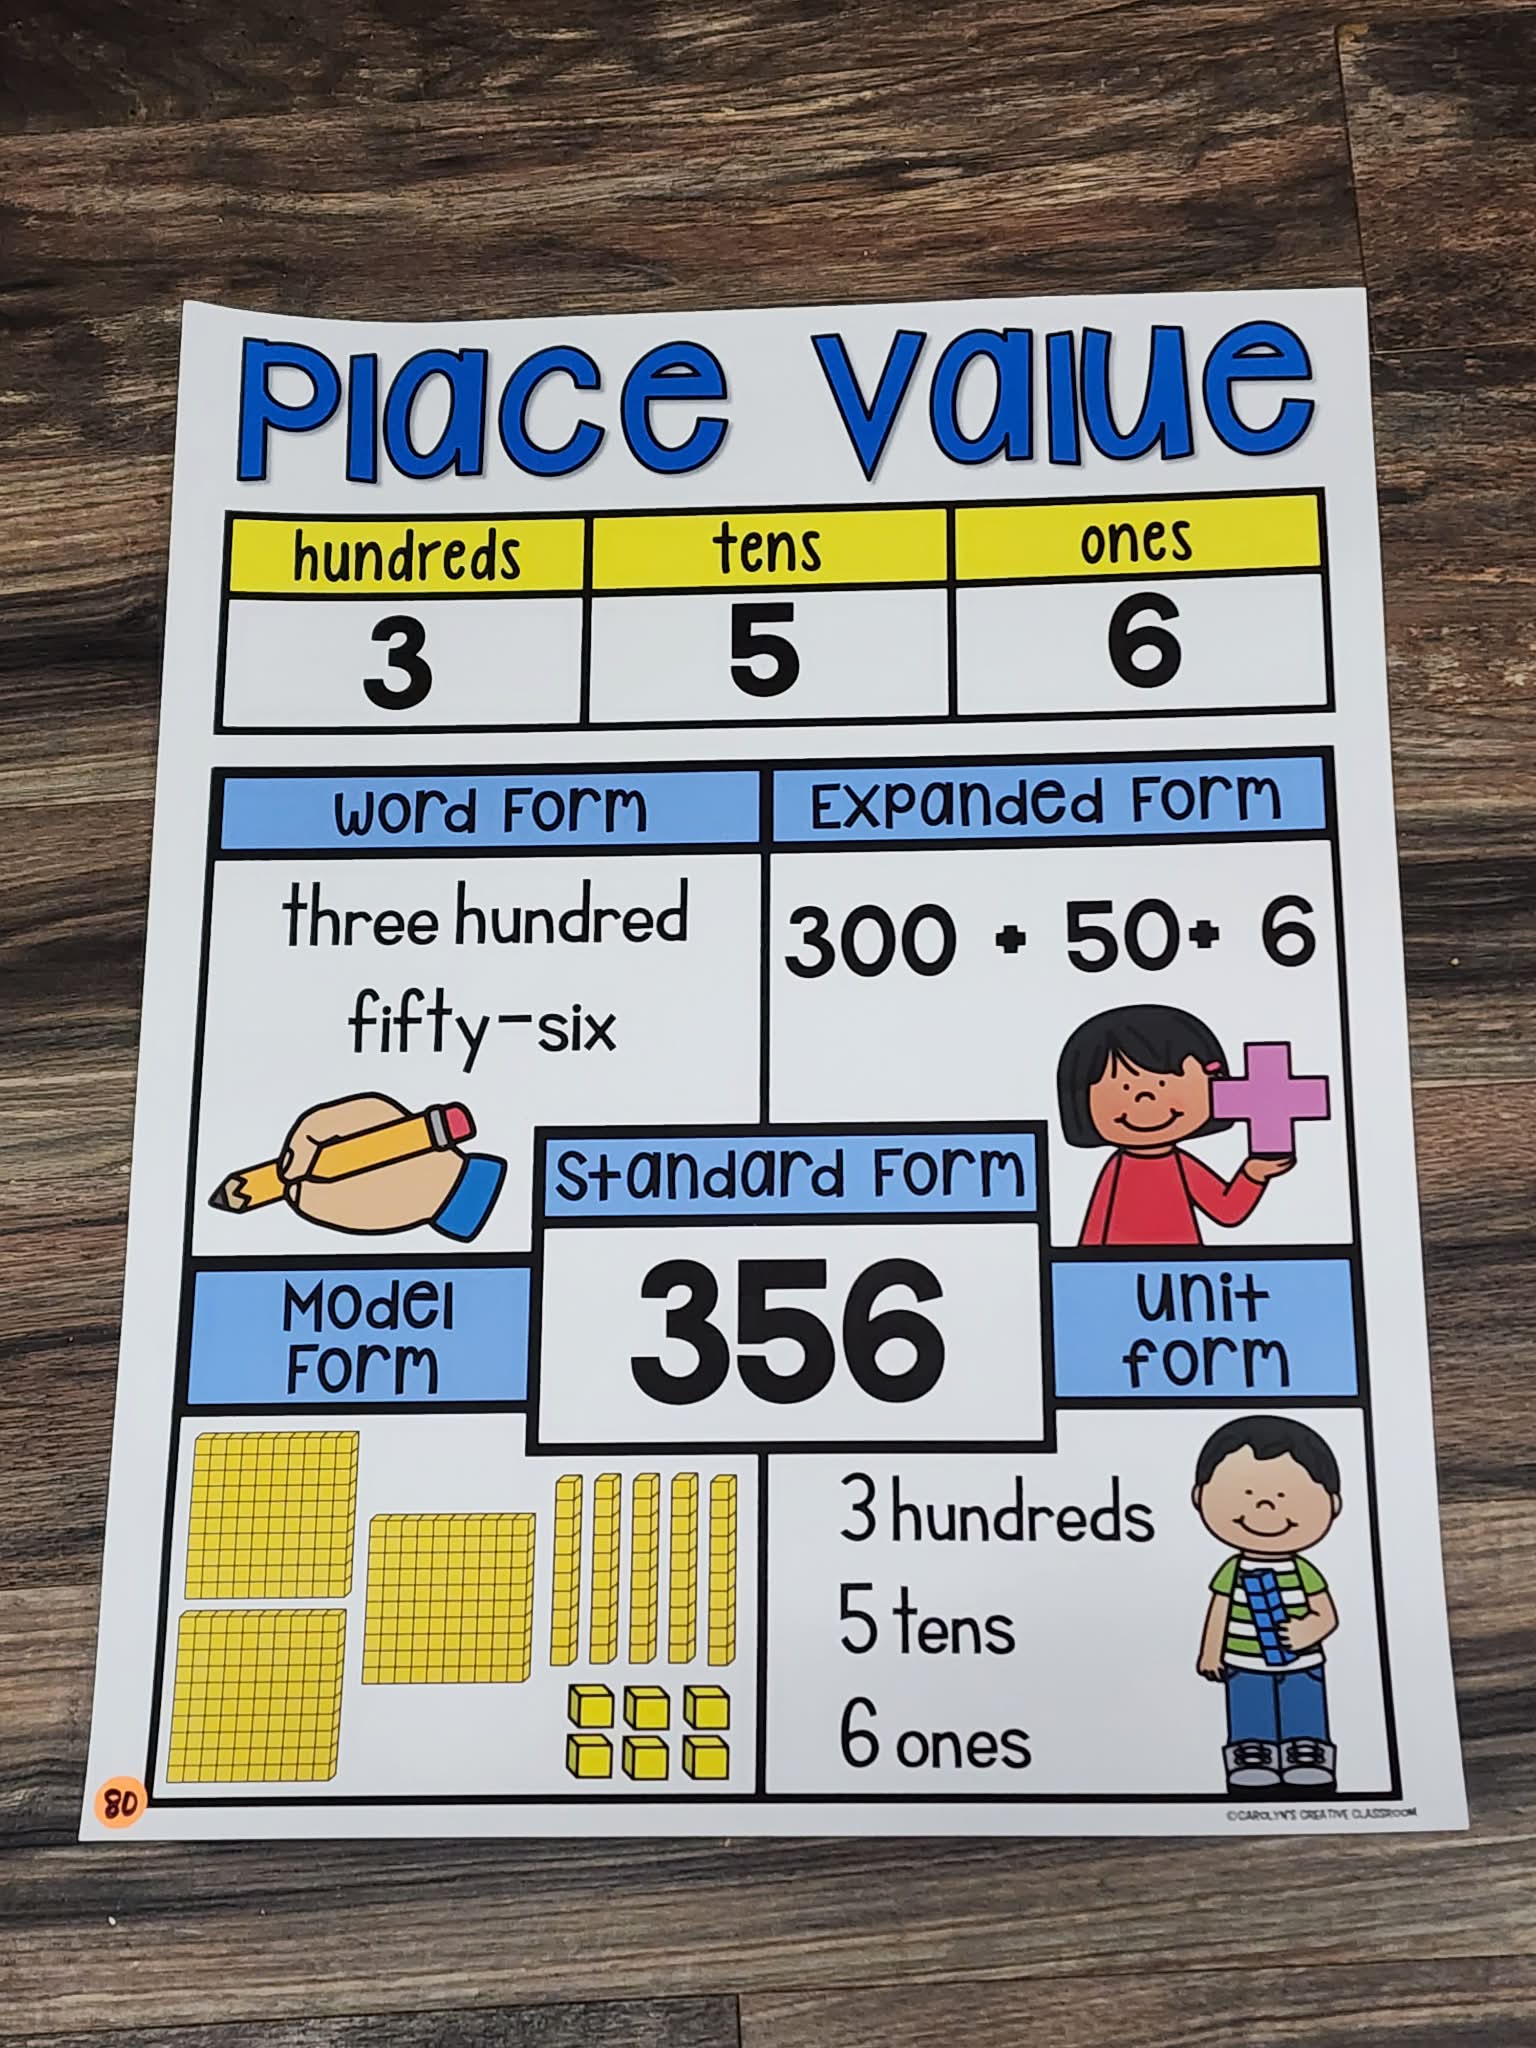 Place Value
hundreds tens ones
3 5 6
Word Form
three hundred
fifty-six
Expanded Form
300 + 50 + 6
Standard Form
356
Model
Form
Unit
form
3 hundreds
5 tens
6 ones
80
©CAROLYN'S CREATIVE CLASSROOM